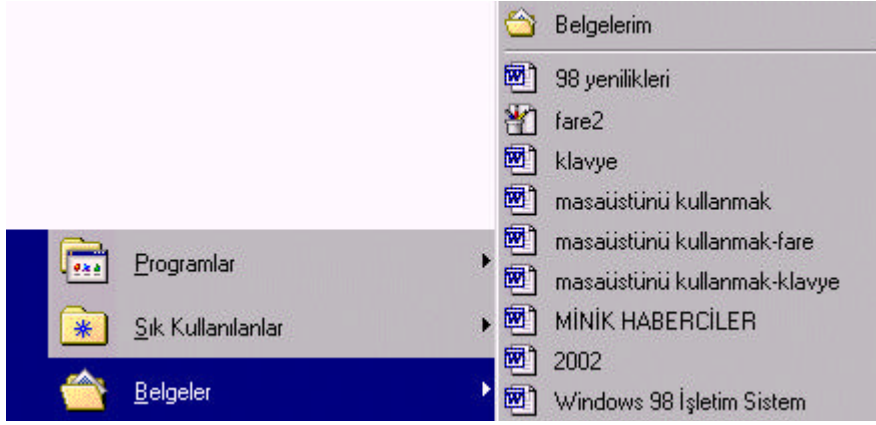 Belgelerim
98 yenilikleri
fare2
klavye
masaüstünü kullanmak
masaüstünü kullanmak-fare
masaüstünü kullanmak-klavye
MİNİK HABERCİLER
2002
Windows 98 İşletim Sistem
Programlar
Sık Kullanılanlar
Belgeler